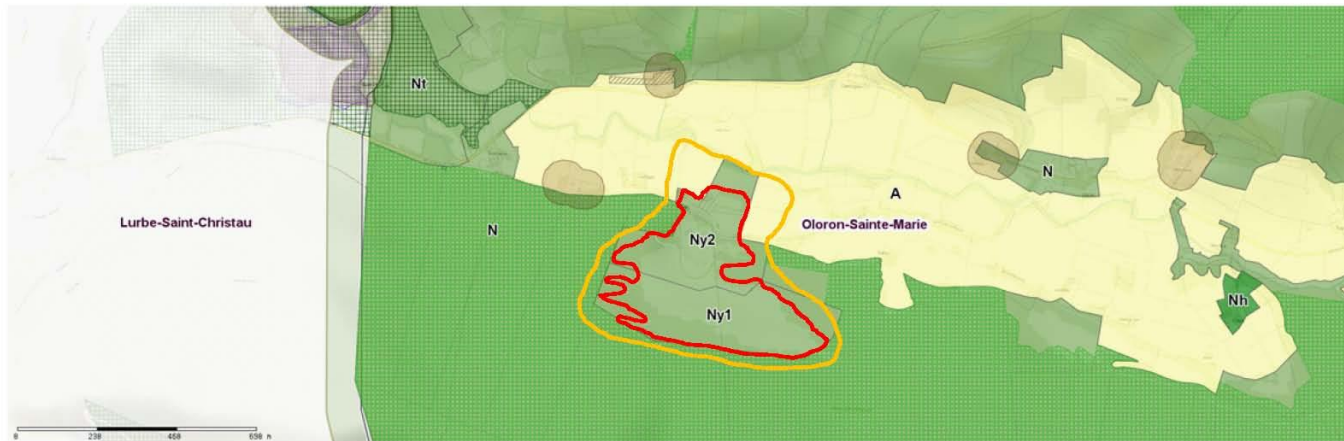 Nt
N
A
Lurbe-Saint-Christau
N
Oloron-Sainte-Marie
Ny2
Nh
Ny1
0 230 460 690 m